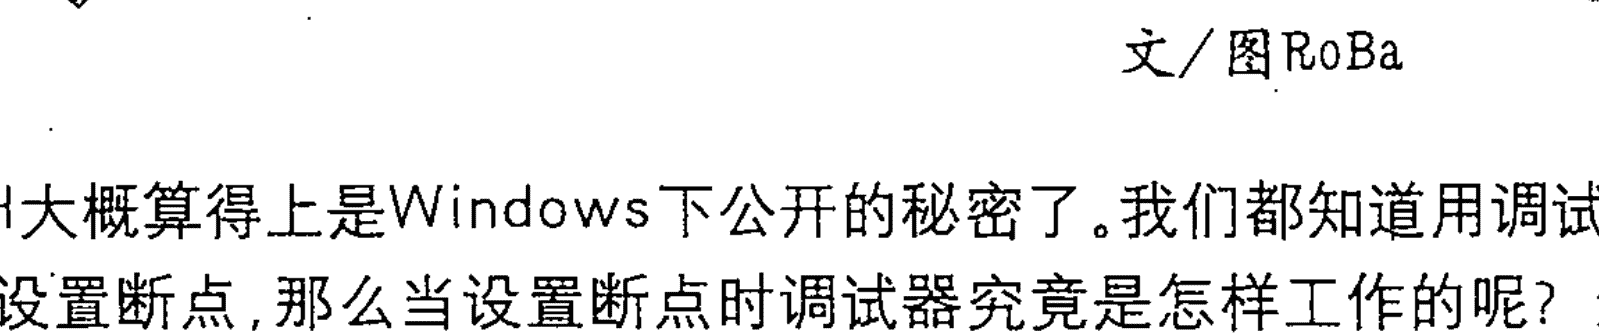 文/图RoBa
大概算得上是Windows下公开的秘密了。我们都知道用调试
设置断点,那么当设置断点时调试器究竟是怎样工作的呢?